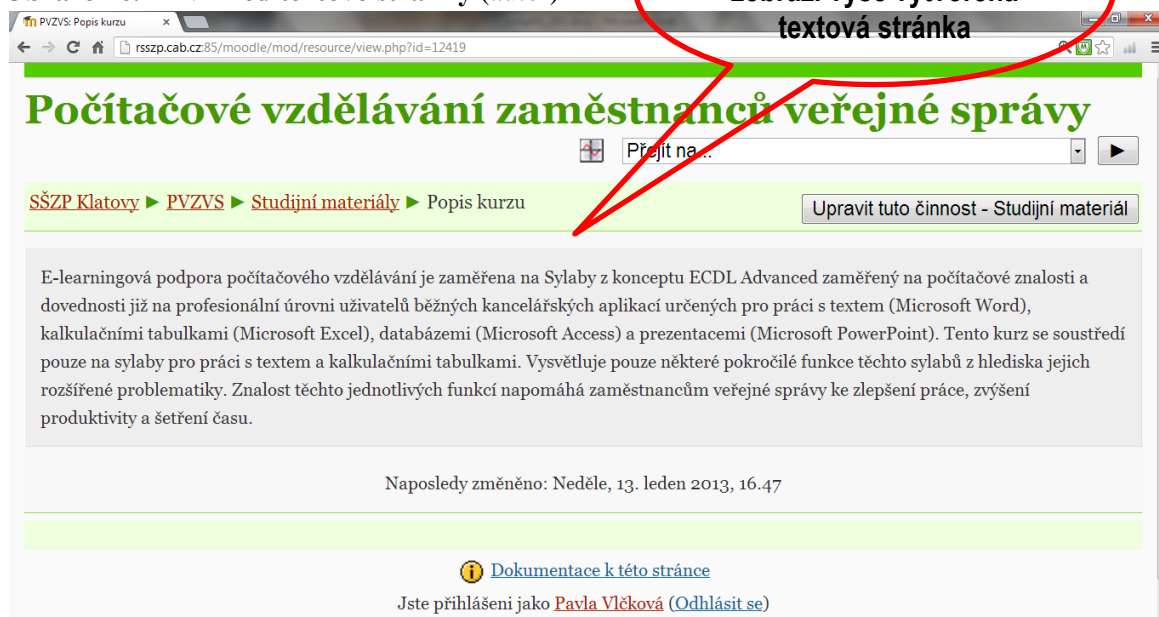 zobrazí výše vytvořená
textová stránka
PVZVS: Popis kurzu
rsszp.cab.cz:85/moodle/mod/resource/view.php?id=12419
Počítačové vzdělávání zaměstnanců veřejné správy
Přejít na...
SŠZP Klatovy ► PVZVS ► Studijní materiály ► Popis kurzu
Upravit tuto činnost - Studijní materiál
E-learningová podpora počítačového vzdělávání je zaměřena na Sylaby z konceptu ECDL Advanced zaměřený na počítačové znalosti a
dovednosti již na profesionální úrovni uživatelů běžných kancelářských aplikací určených pro práci s textem (Microsoft Word),
kalkulačními tabulkami (Microsoft Excel), databázemi (Microsoft Access) a prezentacemi (Microsoft PowerPoint). Tento kurz se soustředí
pouze na sylaby pro práci s textem a kalkulačními tabulkami. Vysvětluje pouze některé pokročilé funkce těchto sylabů z hlediska jejich
rozšířené problematiky. Znalost těchto jednotlivých funkcí napomáhá zaměstnancům veřejné správy ke zlepšení práce, zvýšení
produktivity a šetření času.
Naposledy změněno: Neděle, 13. leden 2013, 16.47
Dokumentace k této stránce
Jste přihlášeni jako Pavla Vlčková (Odhlásit se)